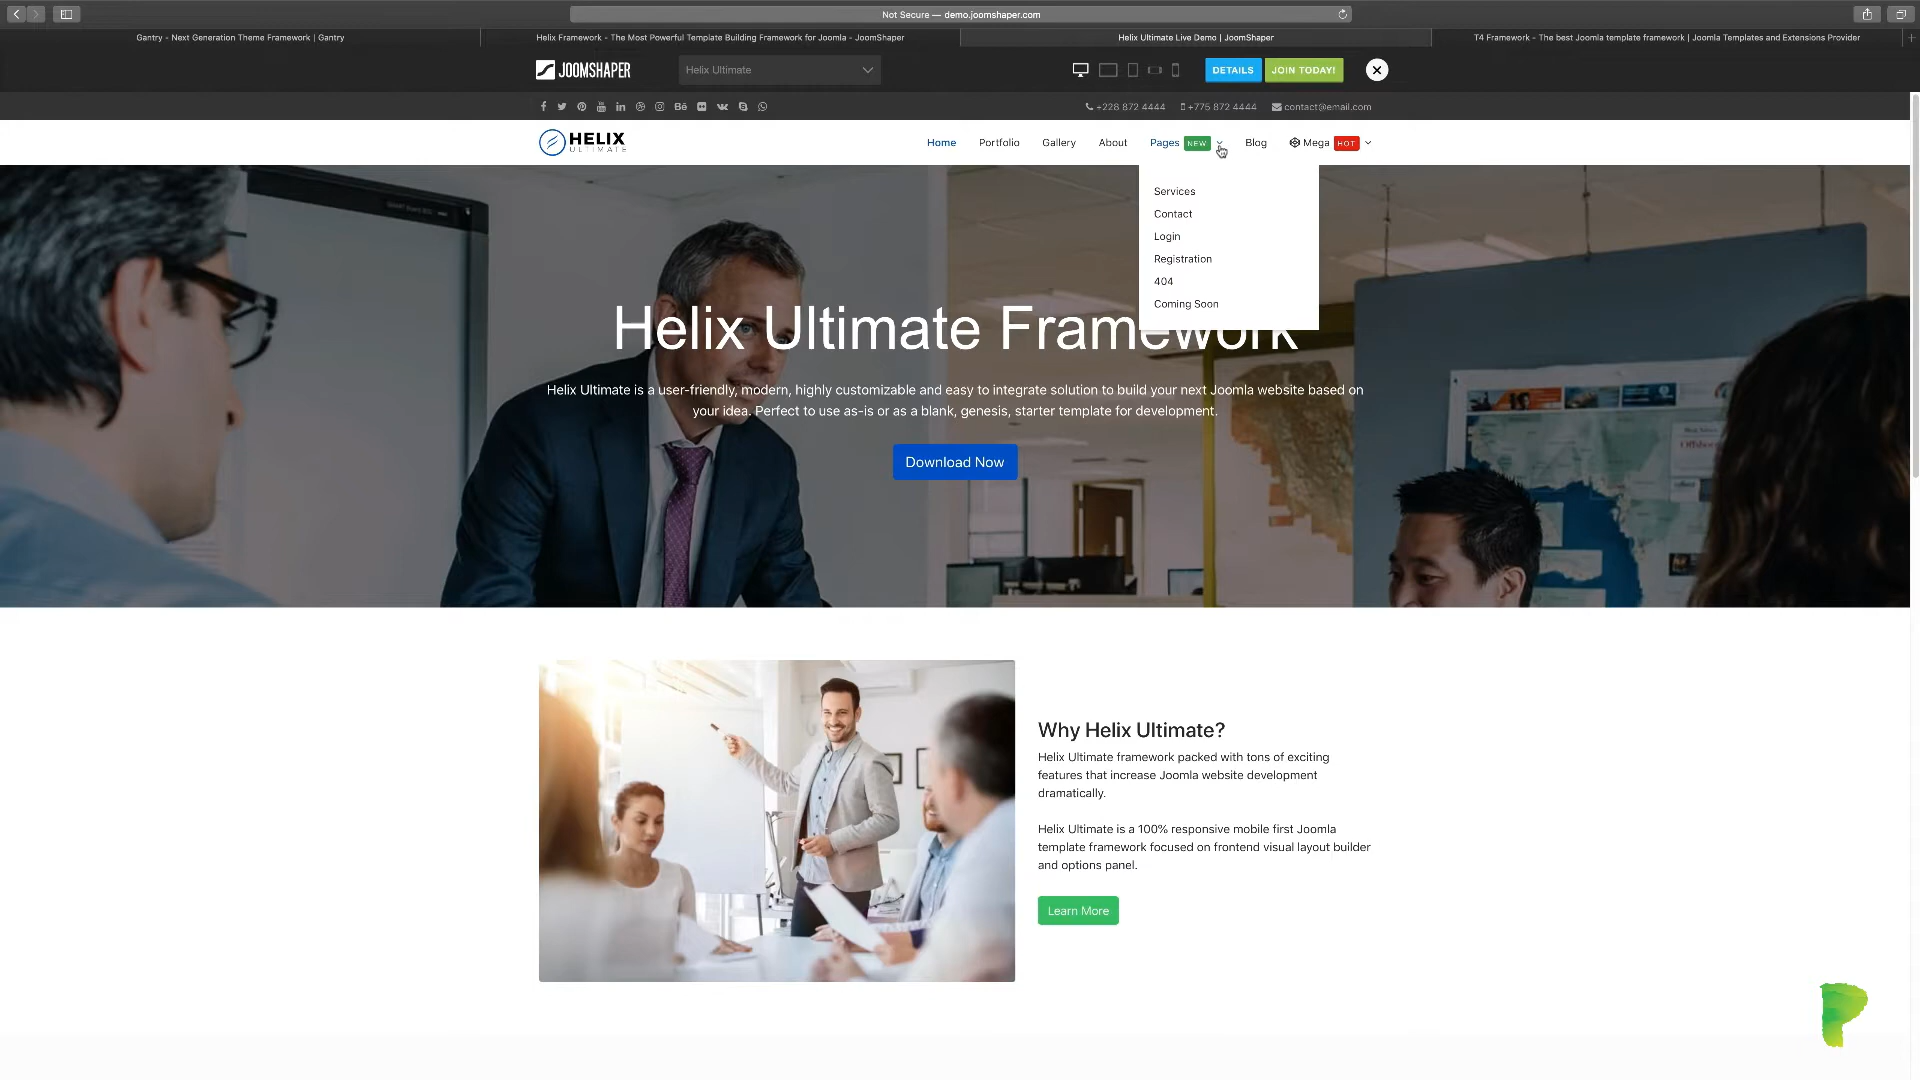 Not Secure — demo.joomshaper.com
Gantry - Next Generation Theme Framework | Gantry
Helix Framework - The Most Powerful Template Building Framework for Joomla - JoomShaper
Helix Ultimate Live Demo | JoomShaper
T4 Framework - The best Joomla template framework | Joomla Templates and Extensions Provider
JOOMSHAPER
Helix Ultimate
DETAILS
JOIN TODAY!
+228 872 4444
+775 872 4444
contact@email.com
HELIX
ULTIMATE
Home
Portfolio
Gallery
About
Pages NEW
Blog
Mega HOT
Services
Contact
Login
Registration
404
Coming Soon
Helix Ultimate Framework
Helix Ultimate is a user-friendly, modern, highly customizable and easy to integrate solution to build your next Joomla website based on
your idea. Perfect to use as-is or as a blank, genesis, starter template for development.
Download Now
Why Helix Ultimate?
Helix Ultimate framework packed with tons of exciting
features that increase Joomla website development
dramatically.
Helix Ultimate is a 100% responsive mobile first Joomla
template framework focused on frontend visual layout builder
and options panel.
Learn More